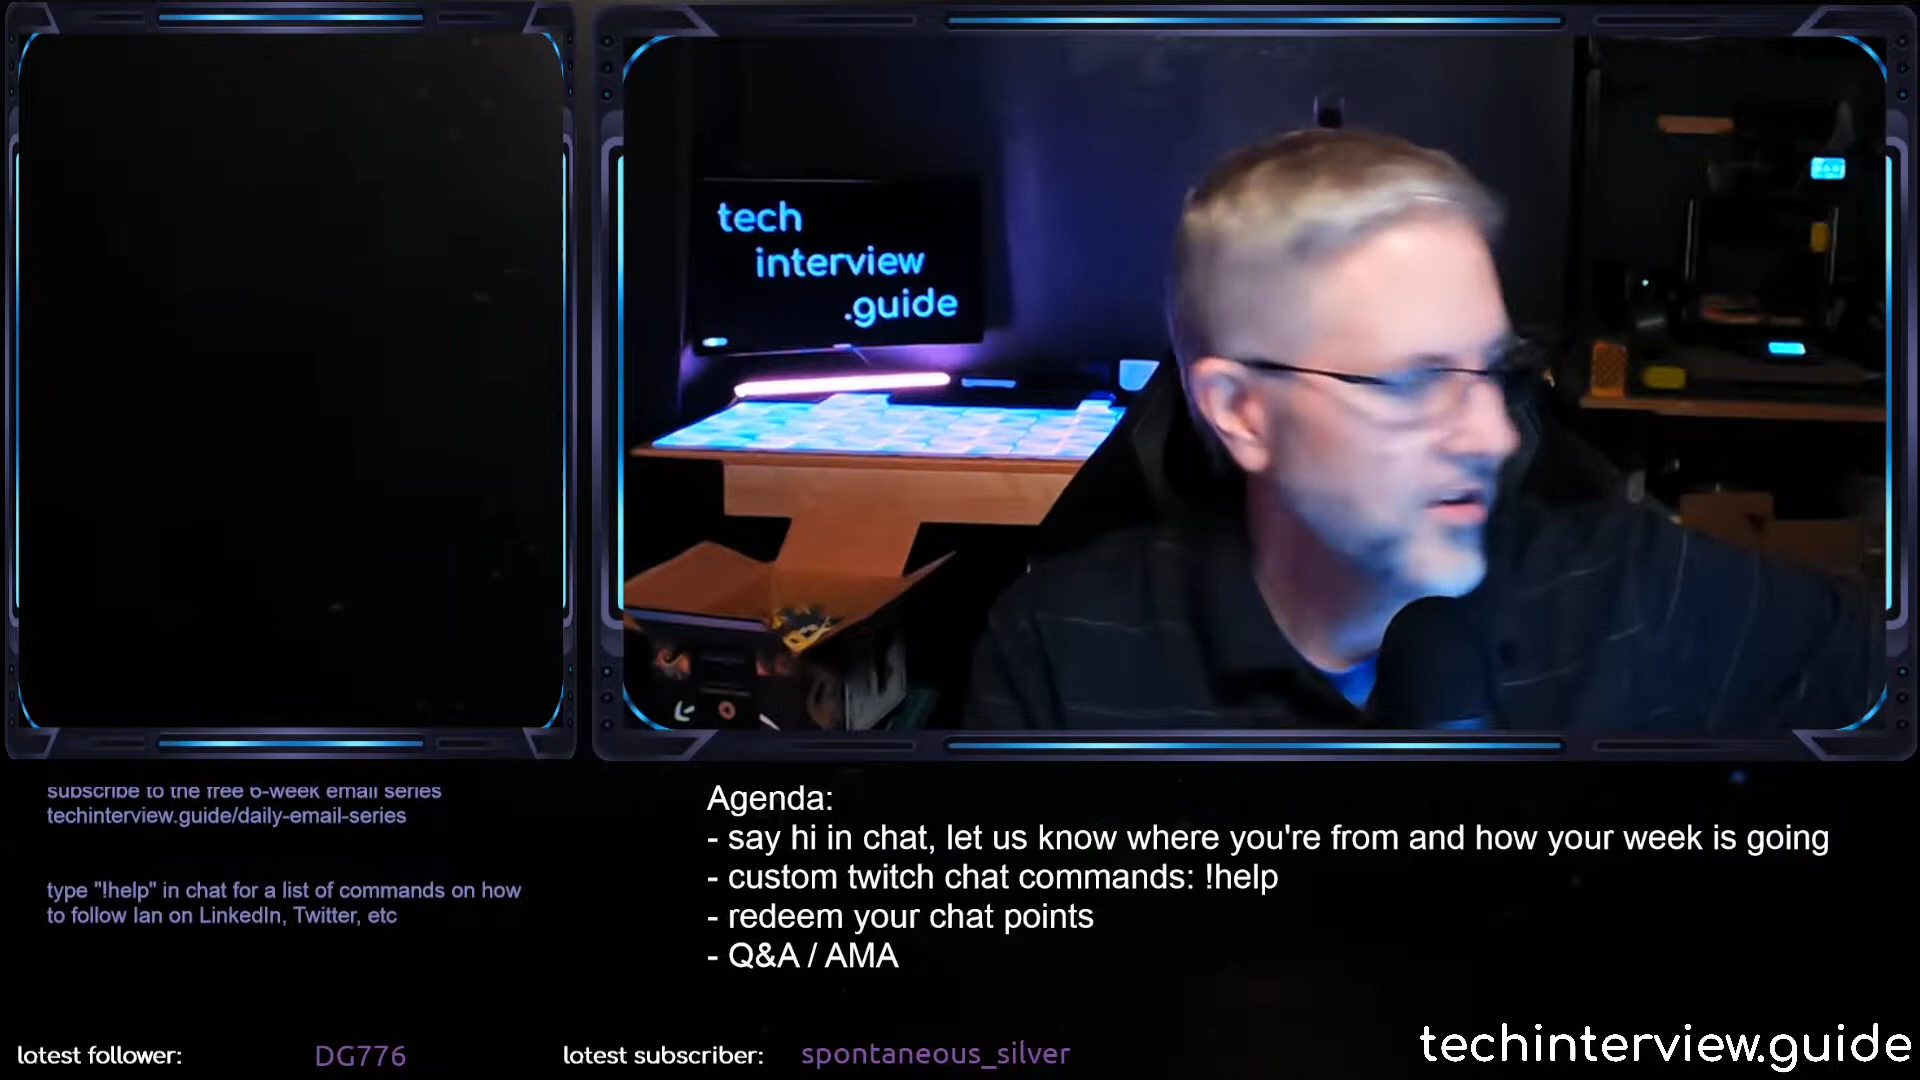 tech
interview
.guide
subscribe to the free 6-week email series
techinterview.guide/daily-email-series
type "!help" in chat for a list of commands on how
to follow Ian on LinkedIn, Twitter, etc
Agenda:
- say hi in chat, let us know where you're from and how your week is going
- custom twitch chat commands: !help
- redeem your chat points
- Q&A / AMA
latest follower: DG776
latest subscriber: spontaneous_silver
techinterview.guide